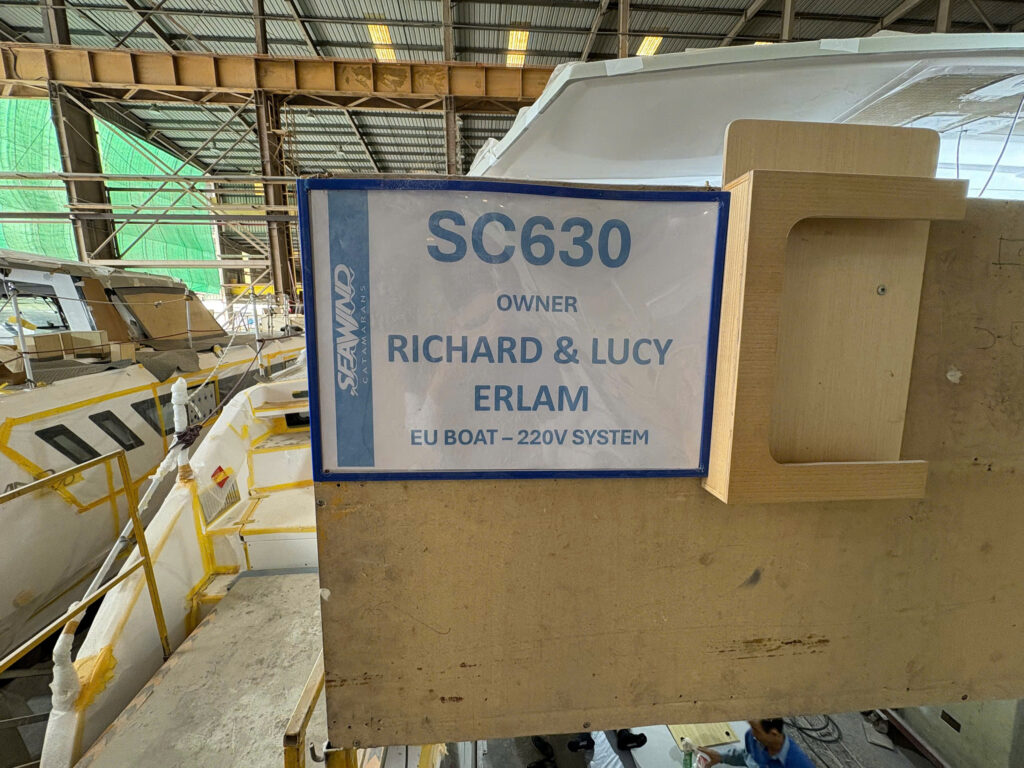 SC630
OWNER
RICHARD & LUCY
ERLAM
EU BOAT – 220V SYSTEM
SEAWIND
CATAMARANS